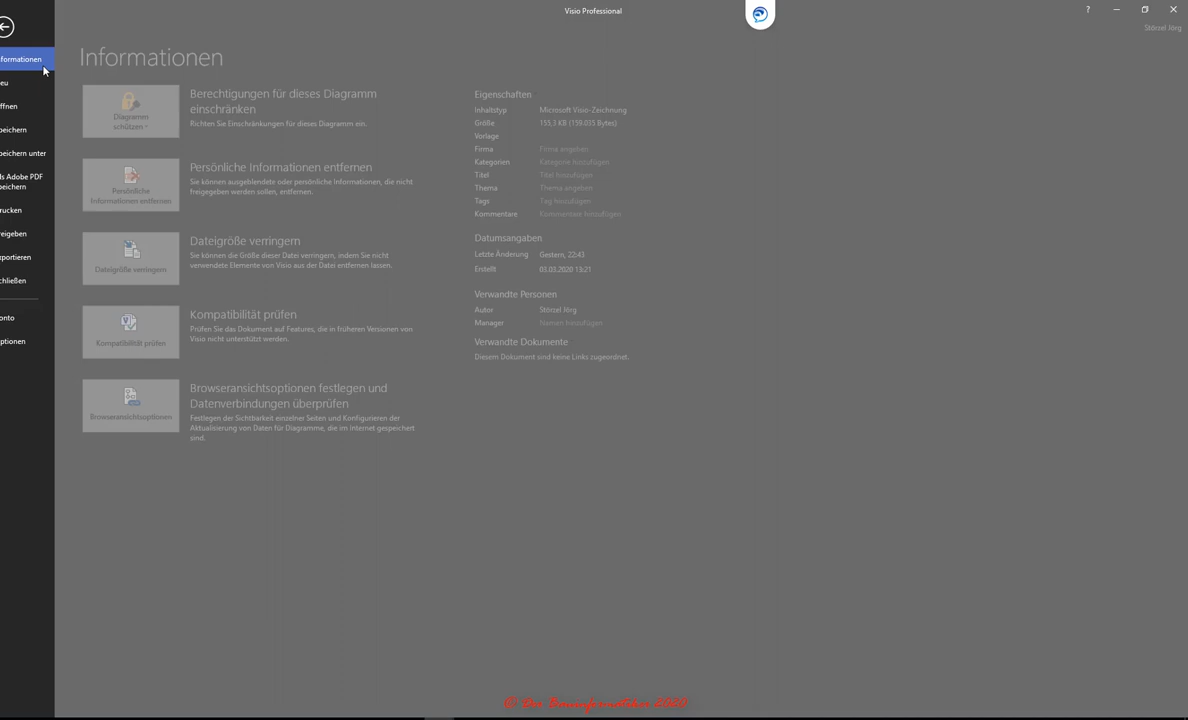 Visio Professional
?
Störzel Jörg
formationen
eu
ffnen
peichern
peichern unter
ls Adobe PDF
peichern
rucken
eigeben
portieren
chließen
onto
ptionen
Informationen
Diagramm
schützen
Berechtigungen für dieses Diagramm
einschränken
Richten Sie Einschränkungen für dieses Diagramm ein.
Persönliche
Informationen entfernen
Persönliche Informationen entfernen
Sie können ausgeblendete oder persönliche Informationen, die nicht
freigegeben werden sollen, entfernen.
Dateigröße verringern
Dateigröße verringern
Sie können die Größe dieser Datei verringern, indem Sie nicht
verwendete Elemente von Visio aus der Datei entfernen lassen.
Kompatibilität prüfen
Kompatibilität prüfen
Prüfen Sie das Dokument auf Features, die in früheren Versionen von
Visio nicht unterstützt werden.
Browseransichtsoptionen
Browseransichtsoptionen festlegen und
Datenverbindungen überprüfen
Festlegen der Sichtbarkeit einzelner Seiten und Konfigurieren der
Aktualisierung von Daten für Diagramme, die im Internet gespeichert
sind.
Eigenschaften
Inhaltstyp Microsoft Visio-Zeichnung
Größe 155,3 KB (159.035 Bytes)
Vorlage
Firma Firma angeben
Kategorien Kategorie hinzufügen
Titel Titel hinzufügen
Thema Thema angeben
Tags Tag hinzufügen
Kommentare Kommentare hinzufügen
Datumsangaben
Letzte Änderung Gestern, 22:43
Erstellt 03.03.2020 13:21
Verwandte Personen
Autor Störzel Jörg
Manager Namen hinzufügen
Verwandte Dokumente
Diesem Dokument sind keine Links zugeordnet.
© Der 2020